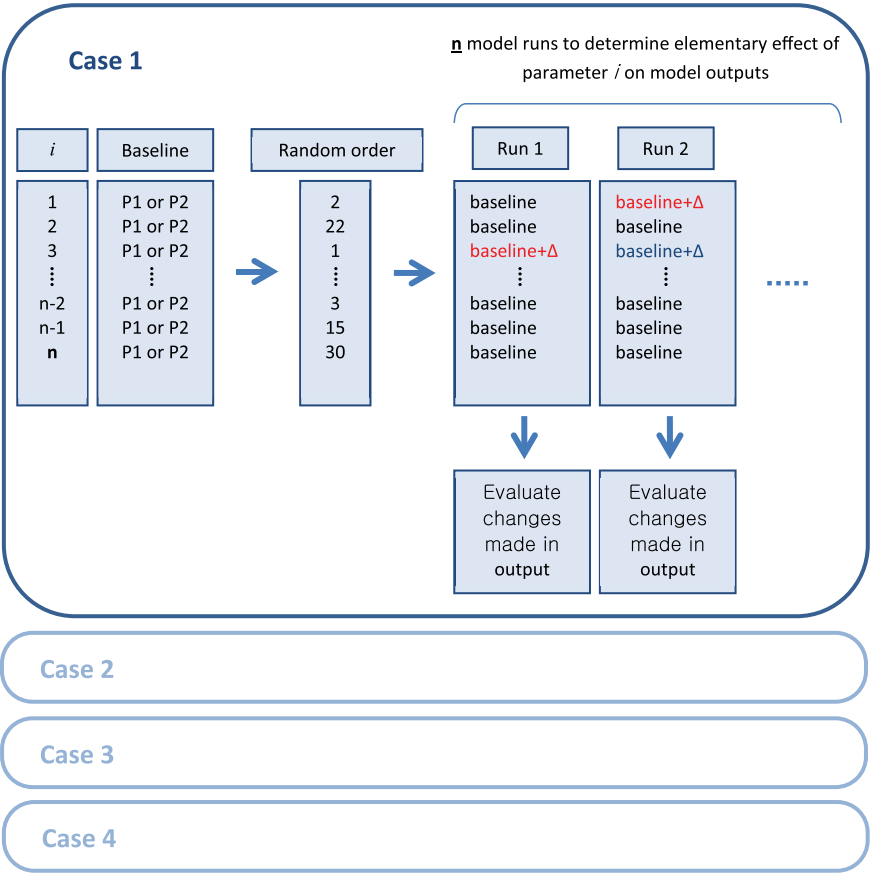 Case 1
n model runs to determine elementary effect of
parameter i on model outputs
i
Baseline
Random order
Run 1
Run 2
1
2
3
n-2
n-1
n
P1 or P2
P1 or P2
P1 or P2
P1 or P2
P1 or P2
P1 or P2
2
22
1
3
15
30
baseline
baseline
baseline+Δ
baseline
baseline
baseline
baseline+Δ
baseline
baseline+Δ
baseline
baseline
baseline
.....
Evaluate
changes
made in
output
Evaluate
changes
made in
output
Case 2
Case 3
Case 4